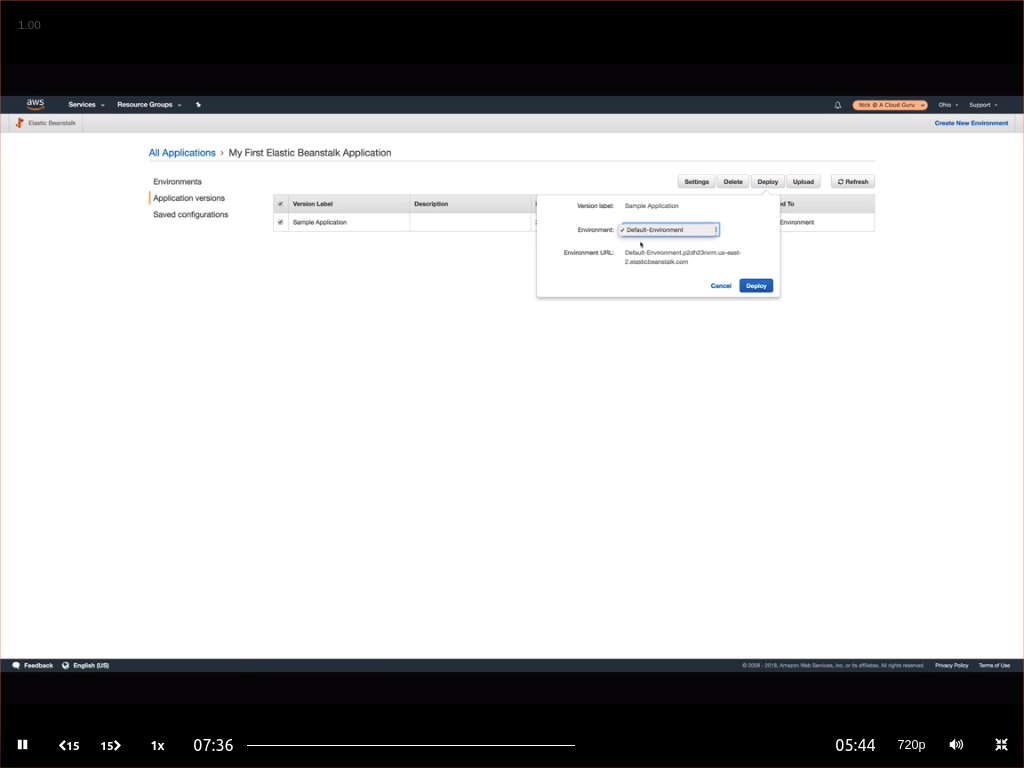 1.00
aws
Services
Resource Groups
Nick @ A Cloud Guru
Ohio
Support
Elastic Beanstalk
Create New Environment
All Applications › My First Elastic Beanstalk Application
Environments
Application versions
Saved configurations
Settings
Delete
Deploy
Upload
Refresh
Version Label
Description
d To
Sample Application
Environment
Version label: Sample Application
Environment: ✓ Default-Environment
Environment URL: Default-Environment.p2dh23rxrm.us-east-
2.elasticbeanstalk.com
Cancel
Deploy
Feedback
English (US)
© 2008 - 2018, Amazon Web Services, Inc. or its affiliates. All rights reserved.
Privacy Policy
Terms of Use
15
15
1x
07:36
05:44
720p